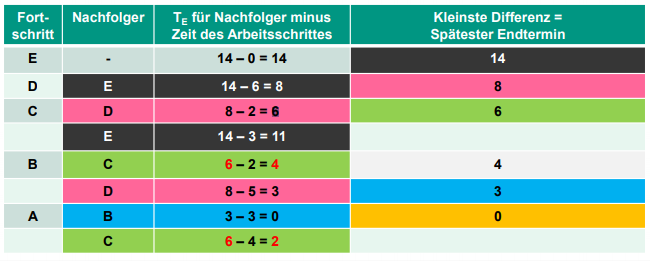 Fort-
schritt
Nachfolger
TE für Nachfolger minus
Zeit des Arbeitsschrittes
Kleinste Differenz =
Spätester Endtermin
E - 14 – 0 = 14 14
D E 14 – 6 = 8 8
C D 8 – 2 = 6 6
E 14 – 3 = 11
B C 6 – 2 = 4 4
D 8 – 5 = 3 3
A B 3 – 3 = 0 0
C 6 – 4 = 2